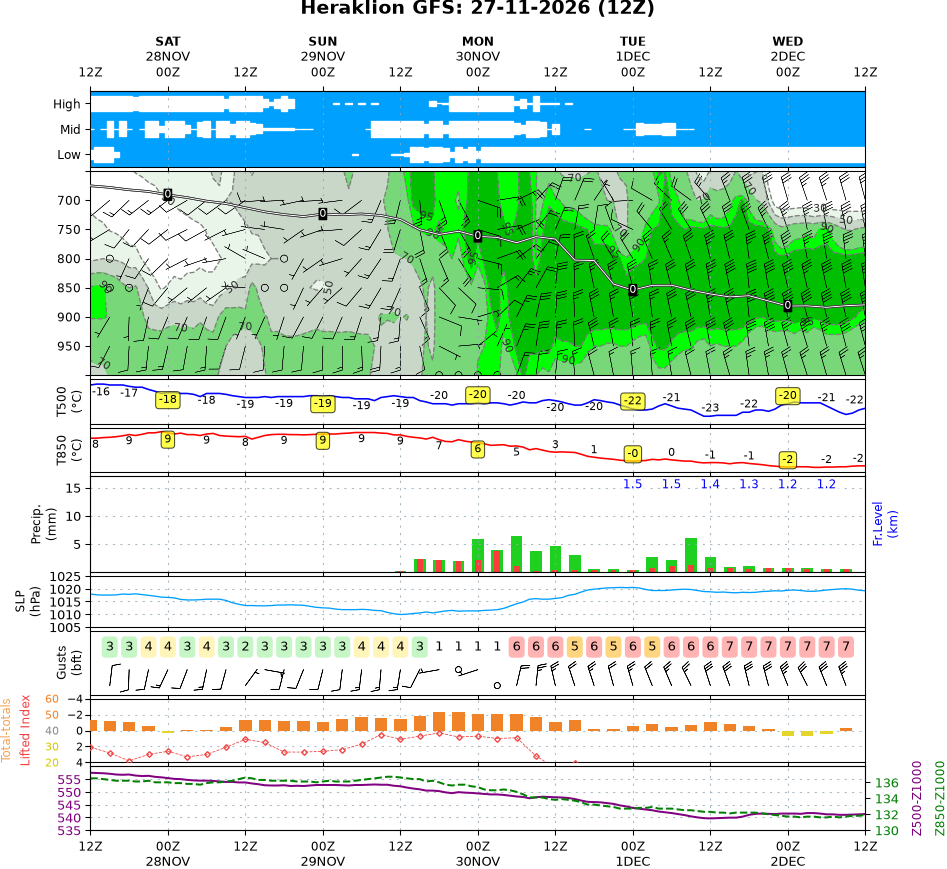 Heraklion GFS: 27-11-2026 (12Z)
SAT SUN MON TUE WED
28NOV 29NOV 30NOV 1DEC 2DEC
12Z 00Z 12Z 00Z 12Z 00Z 12Z 00Z 12Z 00Z 12Z
High
Mid
Low
700
750
800
850
900
950
0 0 0 0 0
T500 (°C)
-16 -17 -18 -18 -19 -19 -19 -19 -19 -20 -20 -20 -20 -20 -22 -21 -23 -22 -20 -21 -22
T850 (°C)
8 9 9 9 8 9 9 9 9 7 6 5 3 1 -0 0 -1 -1 -2 -2 -2
Precip. (mm)
15
10
5
1.5 1.5 1.4 1.3 1.2 1.2
Fr.Level (km)
SLP (hPa)
1025
1020
1015
1010
1005
Gusts (bft)
3 3 4 4 3 4 3 2 3 3 3 3 3 4 4 4 3 1 1 1 1 6 6 6 5 6 5 6 5 6 6 6 7 7 7 7 7 7 7
Total-totals
Lifted Index
60 −4
50 −2
40 0
30 2
20 4
555
550
545
540
535
136
134
132
130
Z500-Z1000
Z850-Z1000
12Z 00Z 12Z 00Z 12Z 00Z 12Z 00Z 12Z 00Z 12Z
28NOV 29NOV 30NOV 1DEC 2DEC